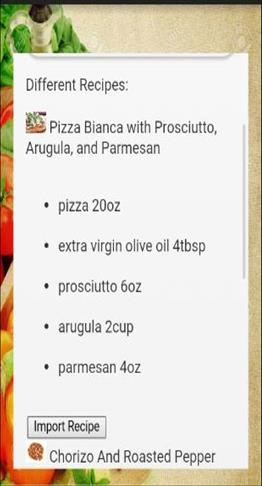 Different Recipes:
Pizza Bianca with Prosciutto,
Arugula, and Parmesan
• pizza 20oz
• extra virgin olive oil 4tbsp
• prosciutto 6oz
• arugula 2cup
• parmesan 4oz
Import Recipe
Chorizo And Roasted Pepper